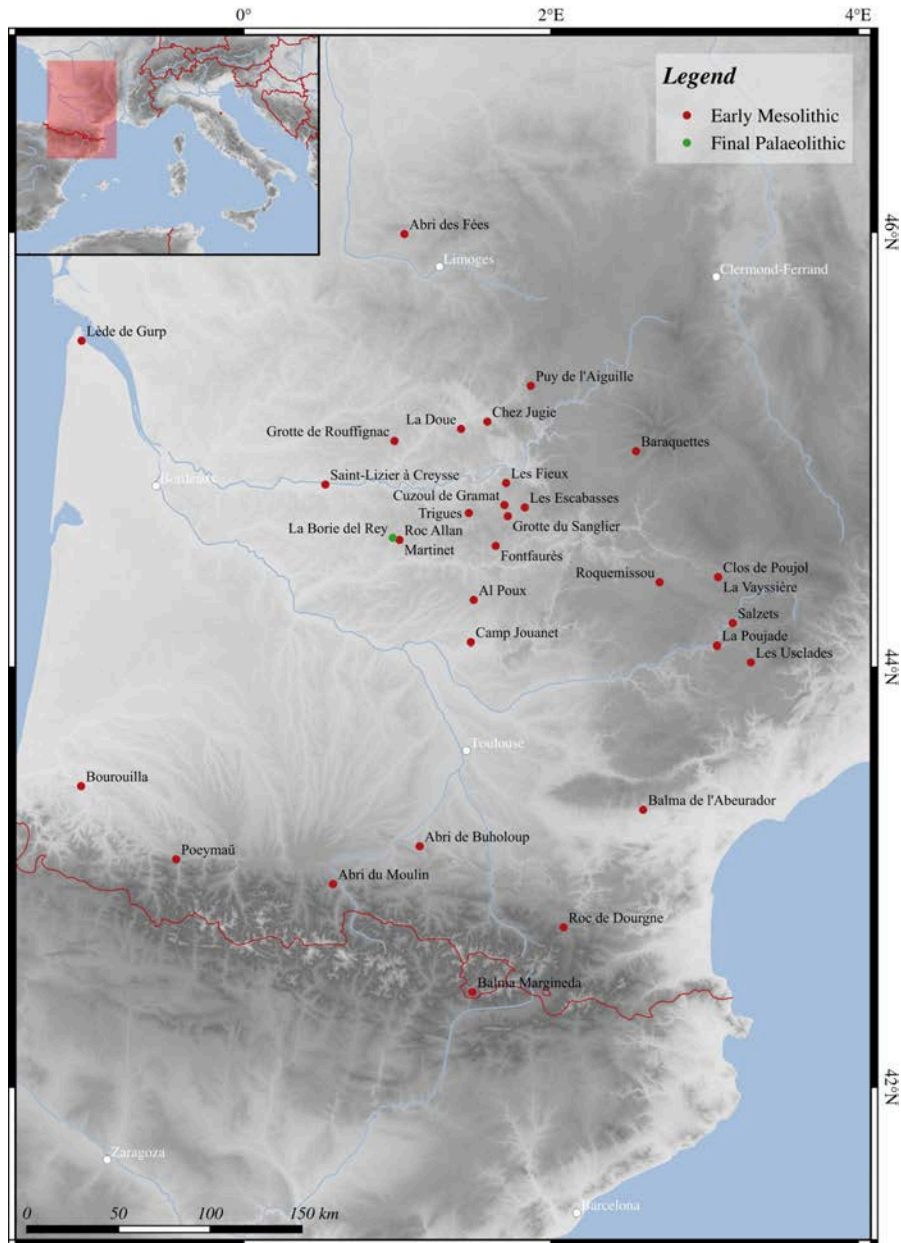 0°
2°E
4°E
Legend
Early Mesolithic
Final Palaeolithic
Abri des Fées
46°N
Limoges
Clermond-Ferrand
Lède de Gurp
Puy de l'Aiguille
Chez Jugie
La Doue
Grotte de Rouffignac
Baraquettes
Saint-Lizier à Creysse
Les Fieux
Bordeaux
Cuzoul de Gramat
Les Escabasses
Trigues
Grotte du Sanglier
La Borie del Rey
Roc Allan
Martinet
Fontfaurès
Roquemissou
Clos de Poujol
La Vayssière
Al Poux
Salzets
Camp Jouanet
La Poujade
44°N
Les Usclades
Toulouse
Bourouilla
Balma de l'Abeurador
Abri de Buholoup
Poeymaü
Abri du Moulin
Roc de Dourgne
Balma Margineda
42°N
Zaragoza
Barcelona
0 50 100 150 km